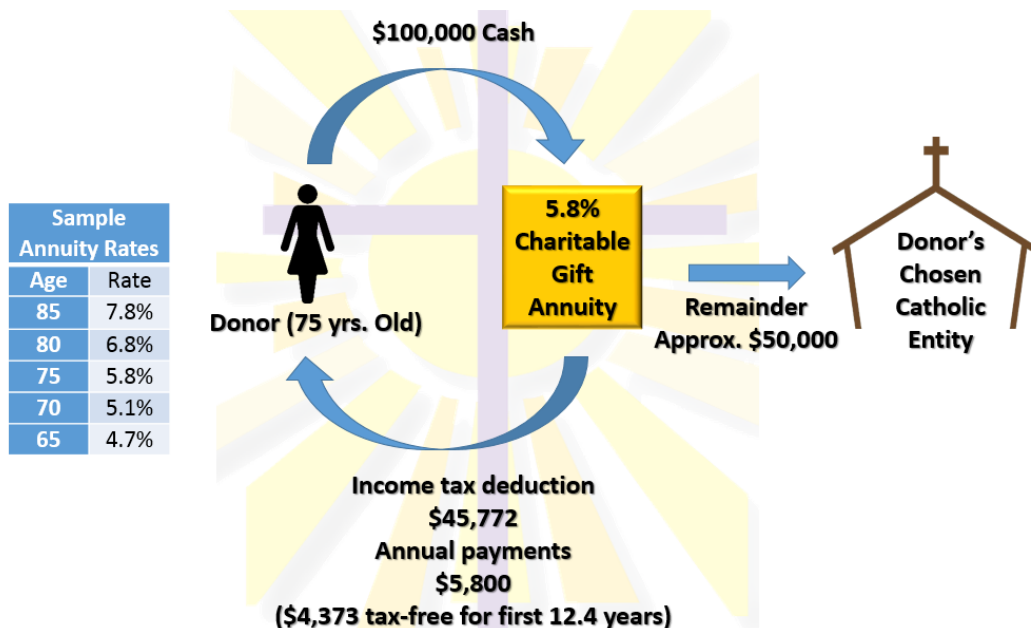 $100,000 Cash
Sample
Annuity Rates
Age Rate
85 7.8%
80 6.8%
75 5.8%
70 5.1%
65 4.7%
Donor (75 yrs. Old)
5.8%
Charitable
Gift
Annuity
Remainder
Approx. $50,000
Donor’s
Chosen
Catholic
Entity
Income tax deduction
$45,772
Annual payments
$5,800
($4,373 tax-free for first 12.4 years)